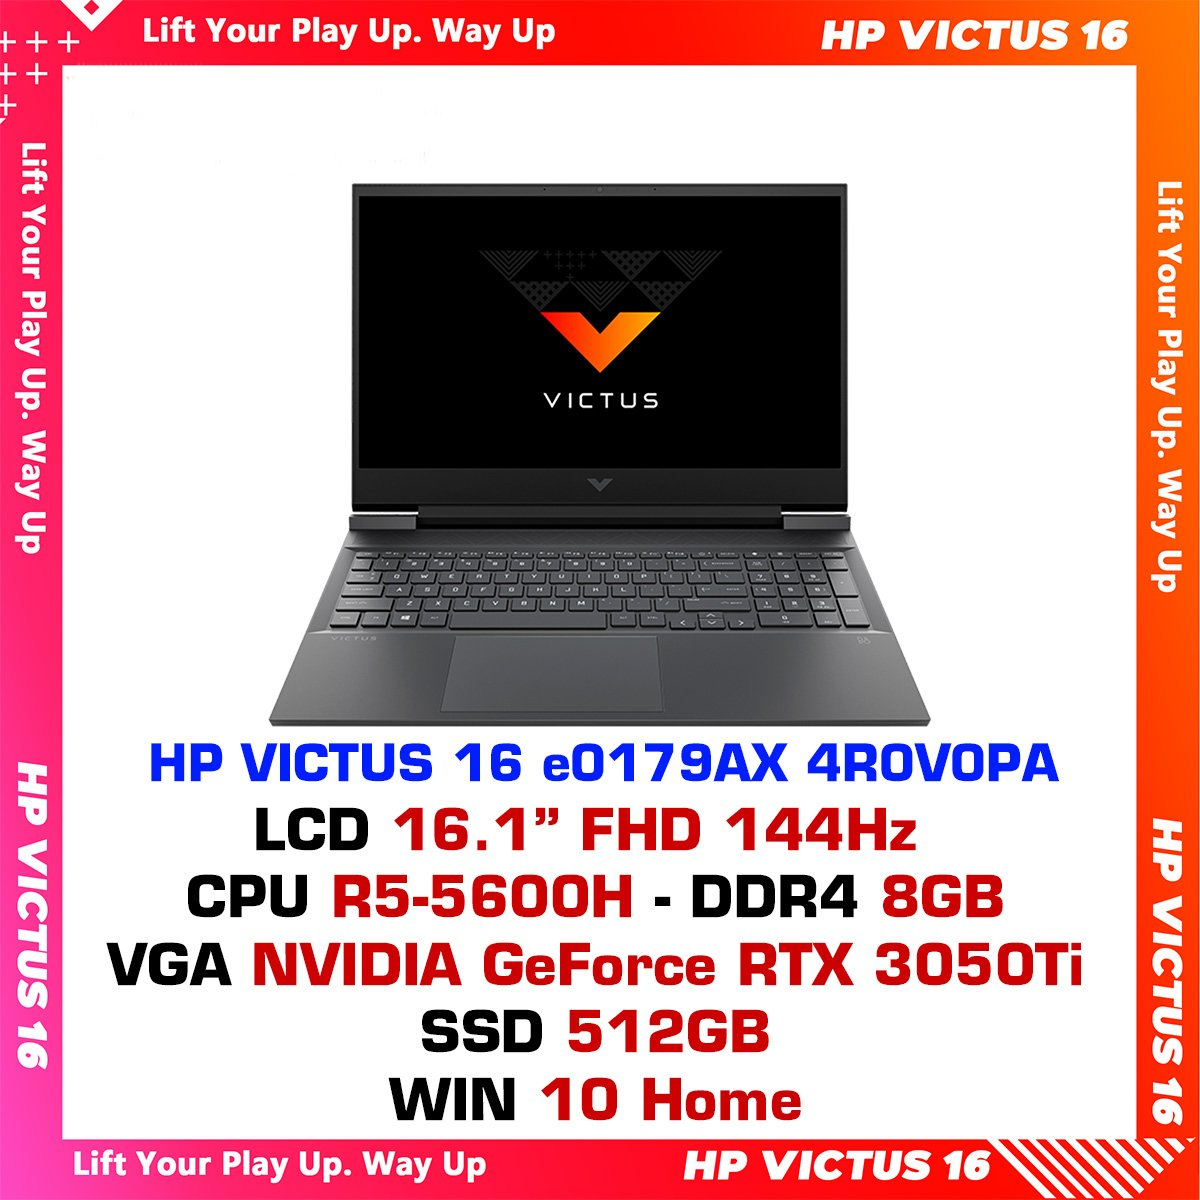 Lift Your Play Up. Way Up
HP VICTUS 16
Lift Your Play Up. Way Up
HP VICTUS 16
Lift Your Play Up. Way Up
HP VICTUS 16
VICTUS
VICTUS
HP VICTUS 16 e0179AX 4R0V0PA
LCD 16.1” FHD 144Hz
CPU R5-5600H - DDR4 8GB
VGA NVIDIA GeForce RTX 3050Ti
SSD 512GB
WIN 10 Home
Lift Your Play Up. Way Up
HP VICTUS 16